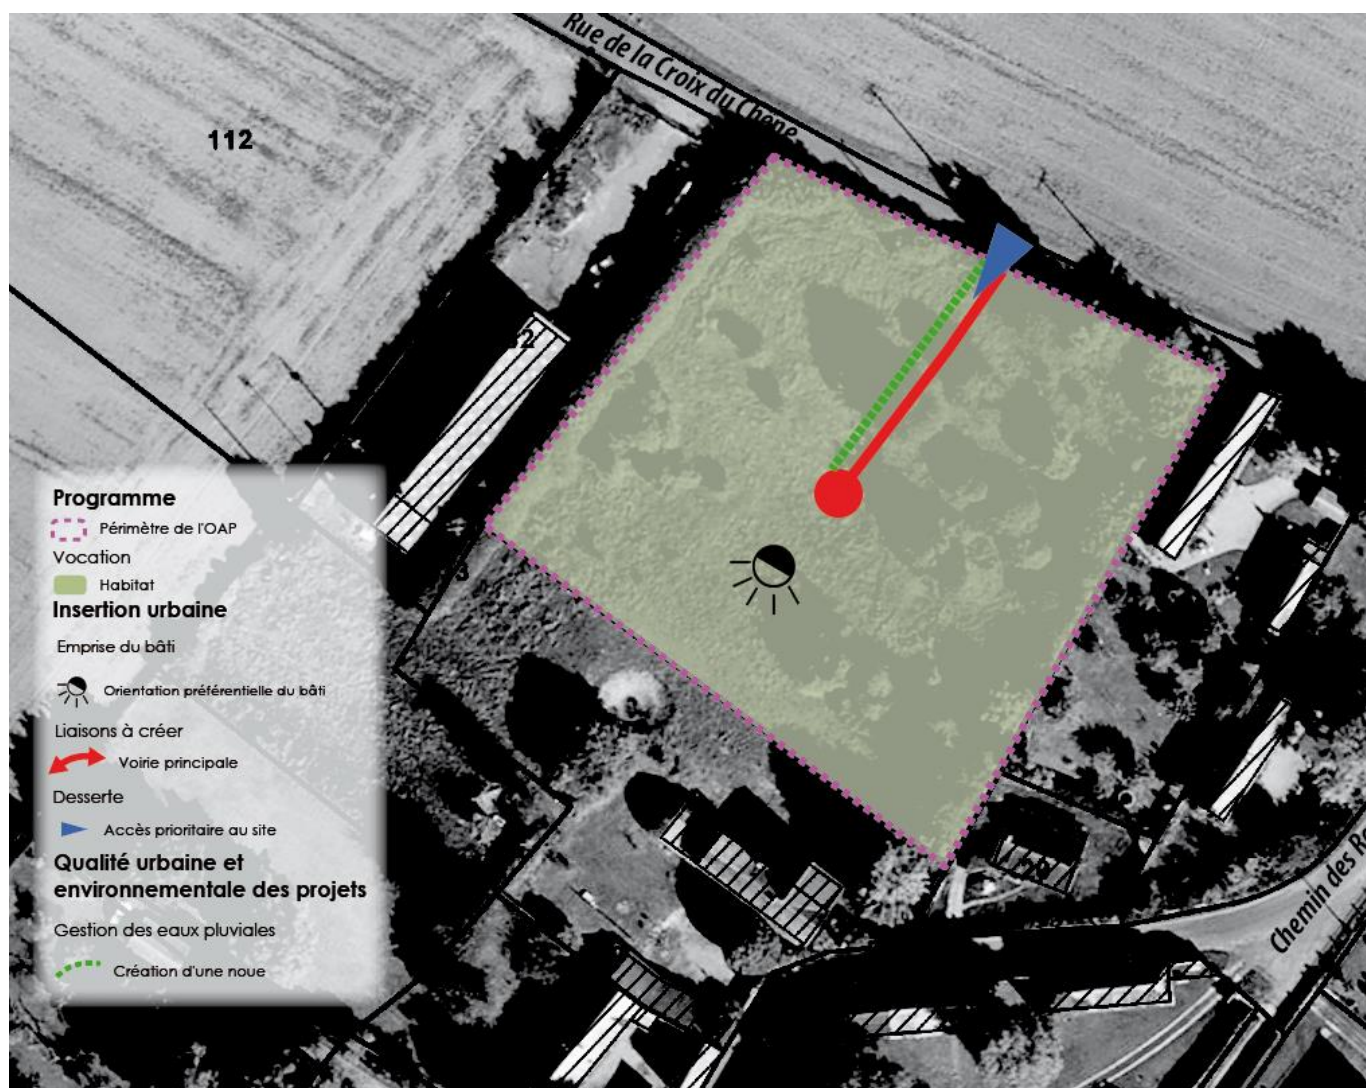 Rue de la Croix du Chene
112
Programme
Périmètre de l'OAP
Vocation
Habitat
Insertion urbaine
Emprise du bâti
Orientation préférentielle du bâti
Liaisons à créer
Voirie principale
Desserte
Accès prioritaire au site
Qualité urbaine et
environnementale des projets
Gestion des eaux pluviales
Création d'une noue
Chemin des